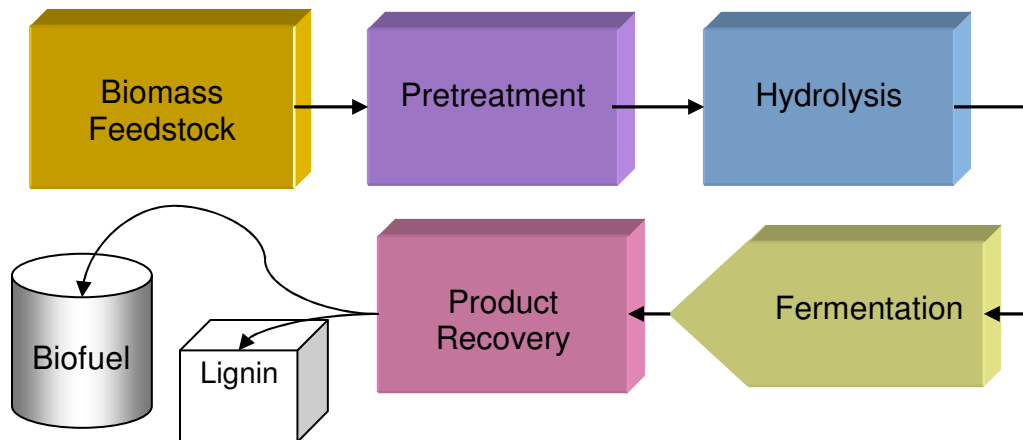 Biomass
Feedstock
Pretreatment
Hydrolysis
Fermentation
Product
Recovery
Biofuel
Lignin